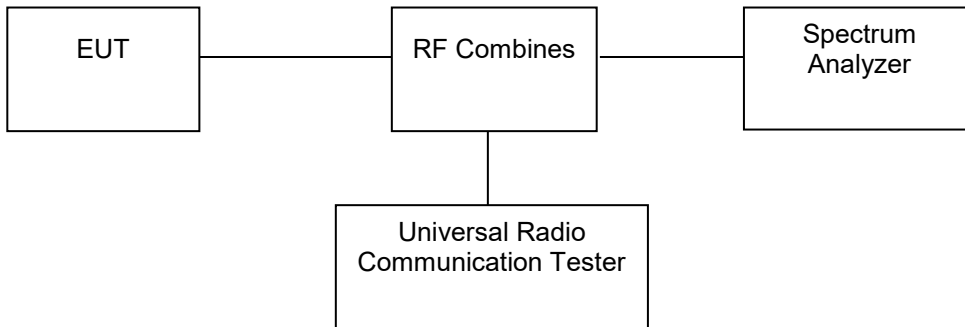 EUT
RF Combines
Spectrum
Analyzer
Universal Radio
Communication Tester